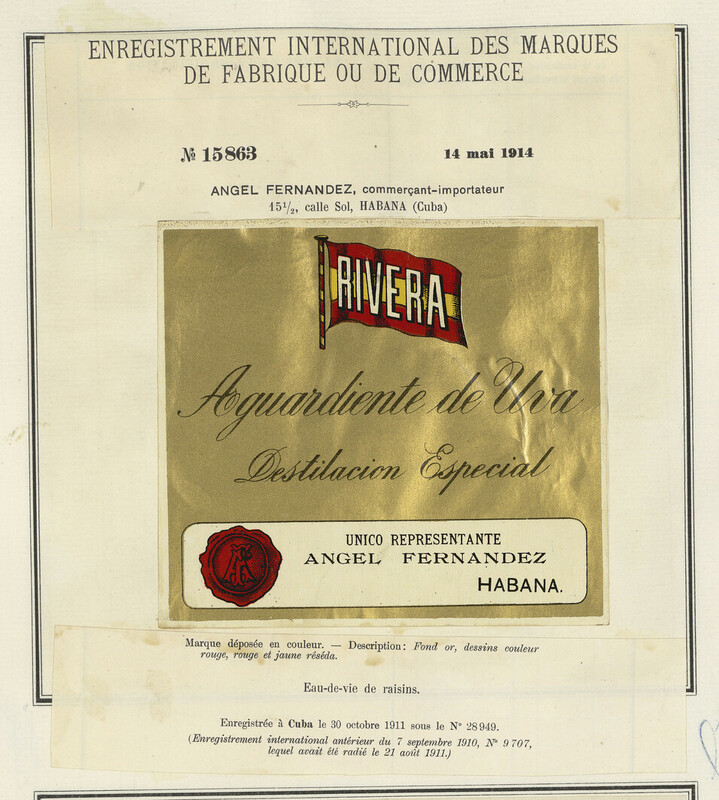 ENREGISTREMENT INTERNATIONAL DES MARQUES
DE FABRIQUE OU DE COMMERCE
№ 15863
14 mai 1914
ANGEL FERNANDEZ, commerçant-importateur
15½, calle Sol, HABANA (Cuba)
RIVERA
Aguardiente de Uva
Destilacion Especial
UNICO REPRESENTANTE
ANGEL FERNANDEZ
HABANA.
AF
Marque déposée en couleur. — Description: Fond or, dessins couleur
rouge, rouge et jaune réséda.
Eau-de-vie de raisins.
Enregistrée à Cuba le 30 octobre 1911 sous le N° 28949.
(Enregistrement international antérieur du 7 septembre 1910, N° 9707,
lequel avait été radié le 21 août 1911.)